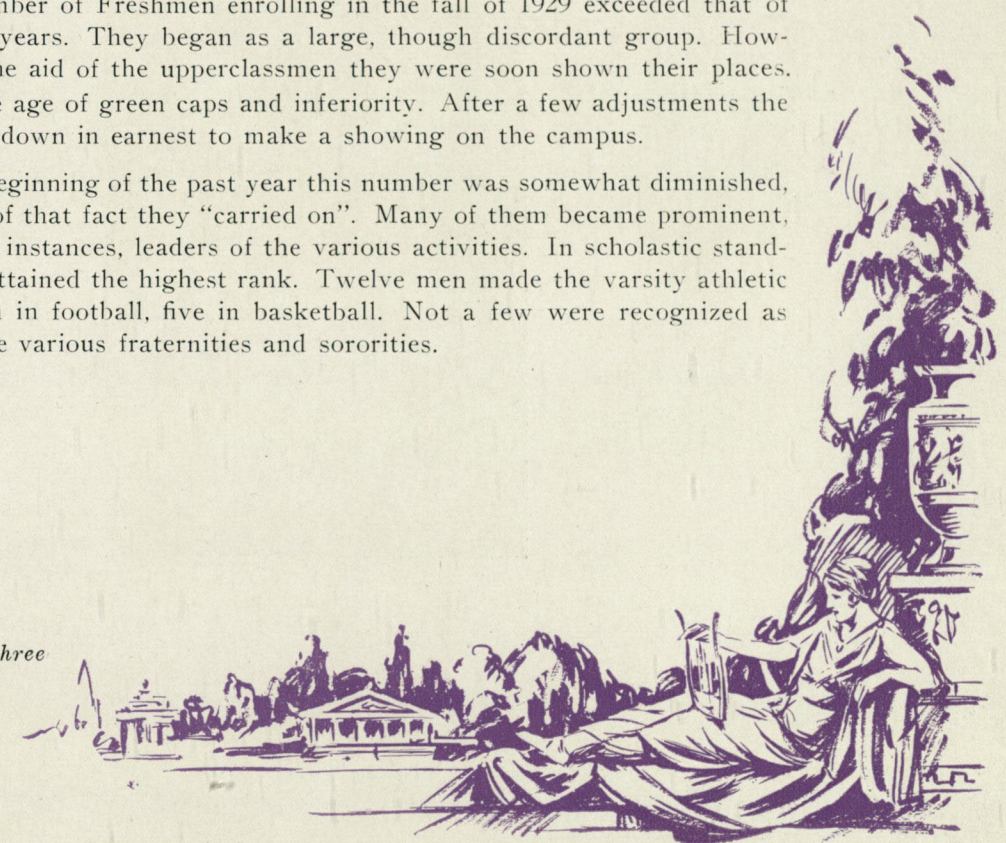 nber of Freshmen enrolling in the fall of 1929 exceeded that of
years. They began as a large, though discordant group. How-
he aid of the upperclassmen they were soon shown their places.
e age of green caps and inferiority. After a few adjustments the
down in earnest to make a showing on the campus.
eginning of the past year this number was somewhat diminished,
of that fact they “carried on”. Many of them became prominent,
instances, leaders of the various activities. In scholastic stand-
ttained the highest rank. Twelve men made the varsity athletic
in football, five in basketball. Not a few were recognized as
e various fraternities and sororities.
hree